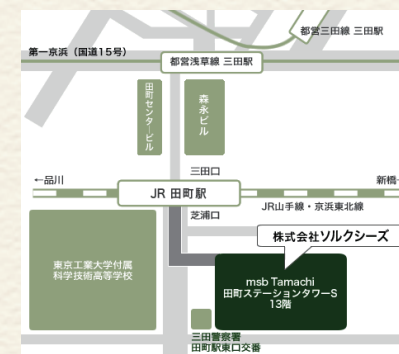 都営三田線 三田駅
第一京浜（国道15号）
都営浅草線 三田駅
田町センタービル
森永ビル
三田口
←品川
新橋→
JR 田町駅
JR山手線・京浜東北線
芝浦口
株式会社ソルクシーズ
東京工業大学付属
科学技術高等学校
msb Tamachi
田町ステーションタワーS
13階
三田警察署
田町駅東口交番